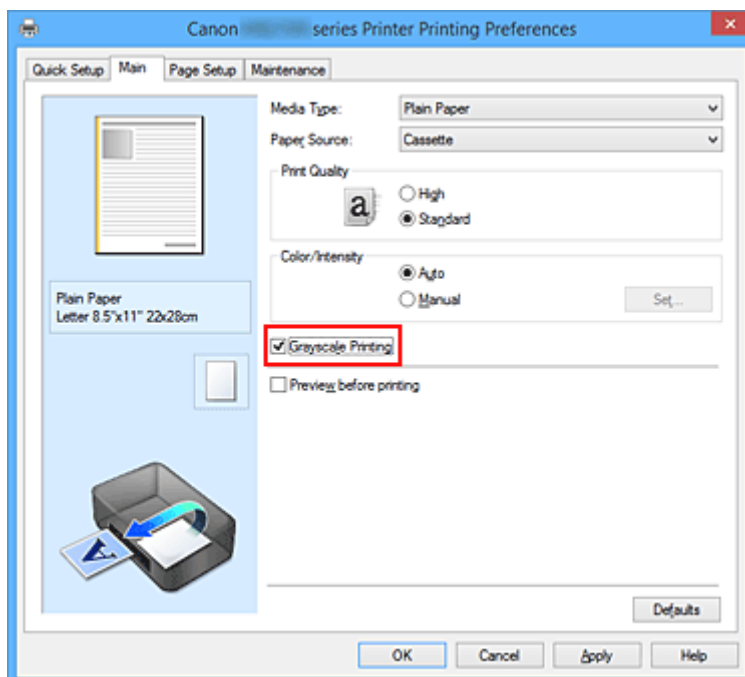 Canon series Printer Printing Preferences
Quick Setup Main Page Setup Maintenance
Media Type: Plain Paper
Paper Source: Cassette
Print Quality
a
High
Standard
Color/Intensity
Auto
Manual Set...
Plain Paper
Letter 8.5"x11" 22x28cm
Grayscale Printing
Preview before printing
A
Defaults
OK Cancel Apply Help